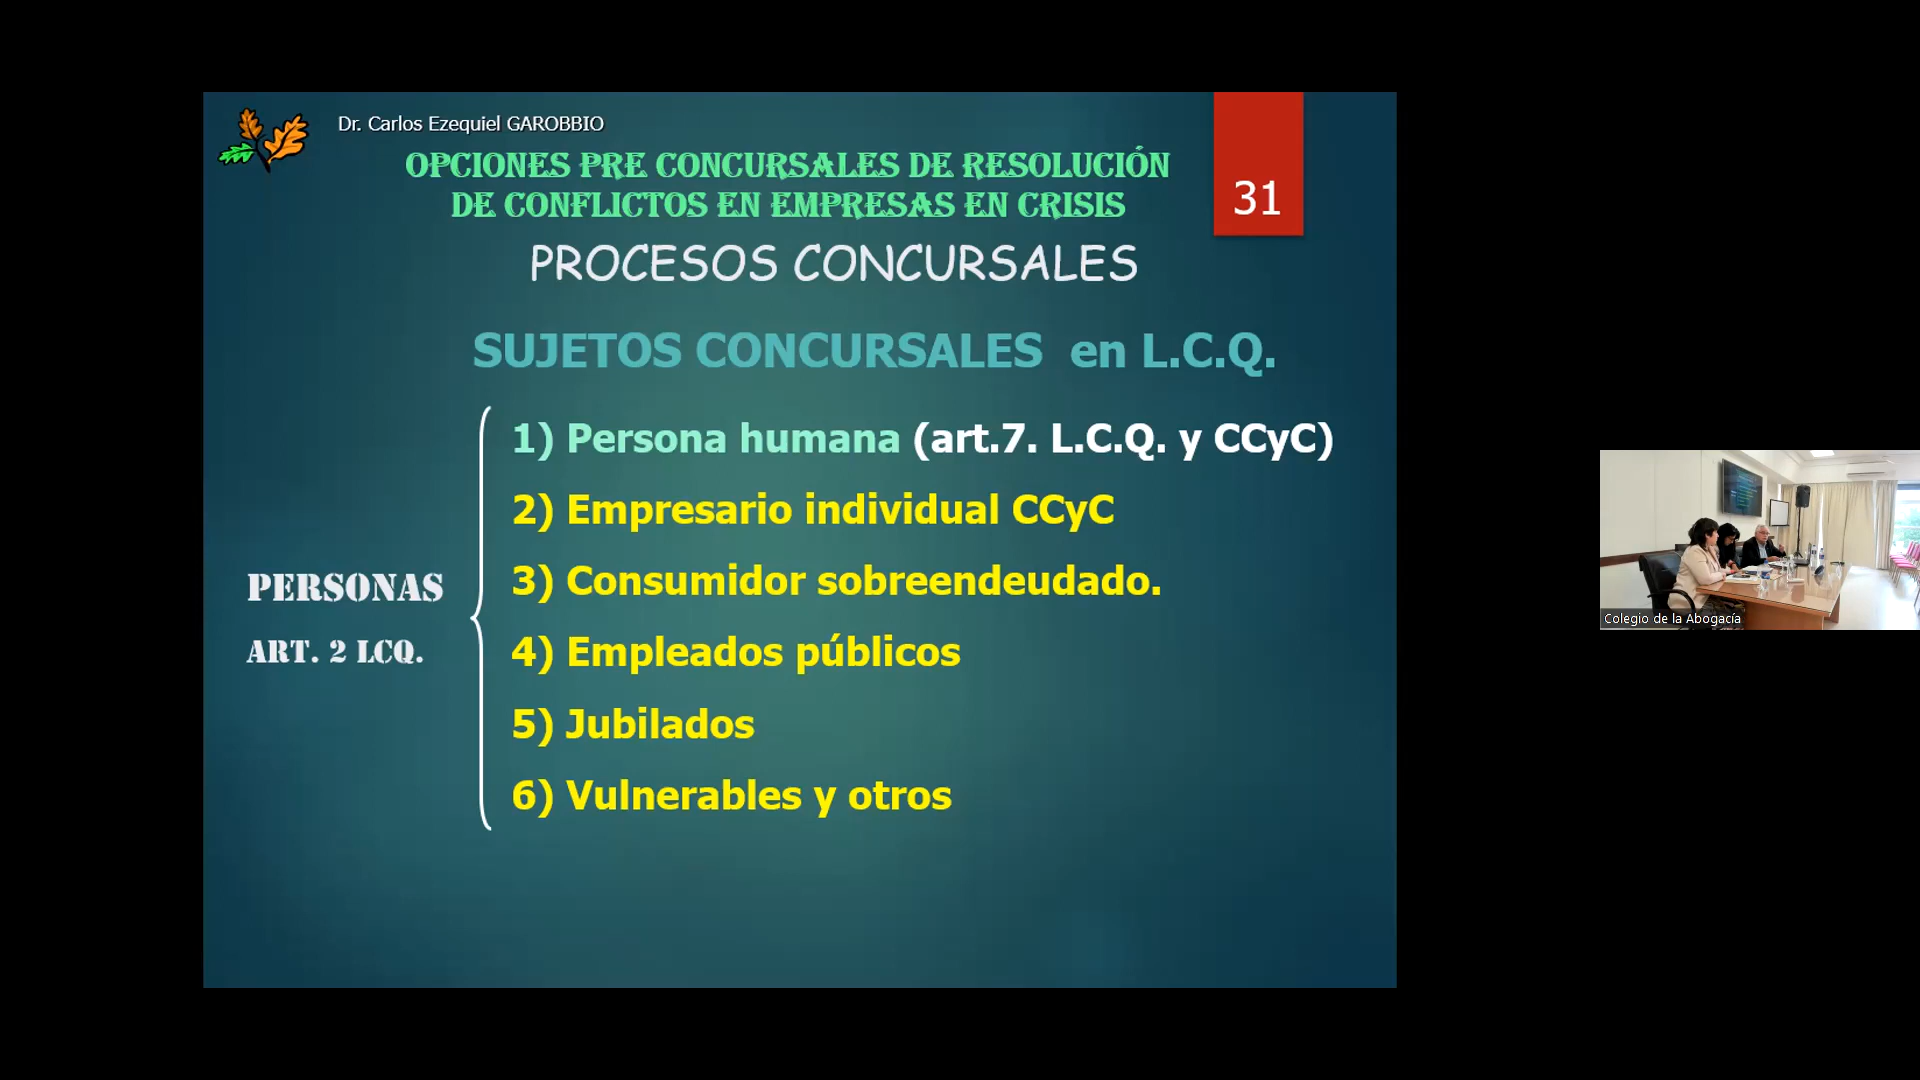 Dr. Carlos Ezequiel GAROBBIO
OPCIONES PRE CONCURSALES DE RESOLUCIÓN
DE CONFLICTOS EN EMPRESAS EN CRISIS
31
PROCESOS CONCURSALES
SUJETOS CONCURSALES en L.C.Q.
PERSONAS
ART. 2 LCQ.
1) Persona humana (art.7. L.C.Q. y CCyC)
2) Empresario individual CCyC
3) Consumidor sobreendeudado.
4) Empleados públicos
5) Jubilados
6) Vulnerables y otros
Colegio de la Abogacía